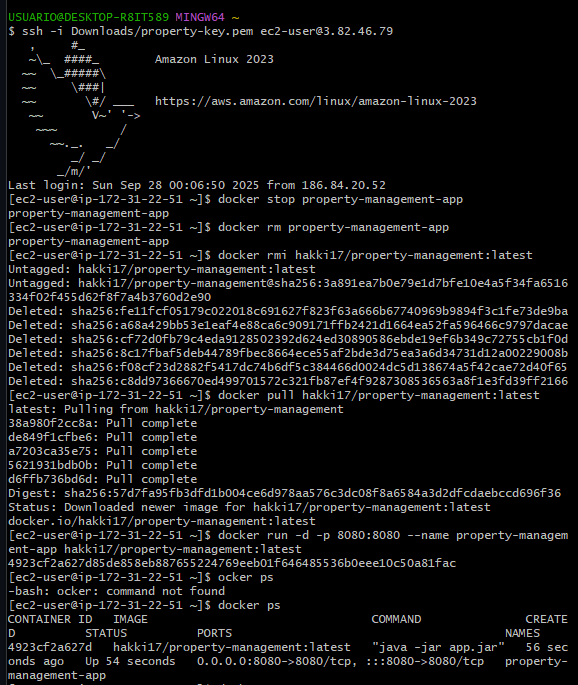 USUARIO@DESKTOP-R8IT589 MINGW64 ~
$ ssh -i Downloads/property-key.pem ec2-user@3.82.46.79
   ,     #_
   ~\_  ####_        Amazon Linux 2023
  ~~  \_#####\
  ~~     \###|
  ~~       \#/ ___   https://aws.amazon.com/linux/amazon-linux-2023
   ~~       V~' '->
    ~~~         /
      ~~._.   _/
         _/ _/
       _/m/'
Last login: Sun Sep 28 00:06:50 2025 from 186.84.20.52
[ec2-user@ip-172-31-22-51 ~]$ docker stop property-management-app
property-management-app
[ec2-user@ip-172-31-22-51 ~]$ docker rm property-management-app
property-management-app
[ec2-user@ip-172-31-22-51 ~]$ docker rmi hakki17/property-management:latest
Untagged: hakki17/property-management:latest
Untagged: hakki17/property-management@sha256:3a891ea7b0e79e1d7bfe10e4a5f34fa6516
334f02f455d62f8f7a4b3760d2e90
Deleted: sha256:fe11fcf05179c022018c691627f823f63a666b67740969b9894f3c1fe73de9ba
Deleted: sha256:a68a429bb53e1eaf4e88ca6c909171ffb2421d1664ea52fa596466c9797dacae
Deleted: sha256:cf72d0fb79c4eda9128502392d624ed30890586ebde19ef6b349c72755cb1f0d
Deleted: sha256:8c17fbaf5deb44789fbec8664ece55af2bde3d75ea3a6d34731d12a00229008b
Deleted: sha256:f08cf23d2882f5417dc74b6df5c384466d0024dc5d138674a5f42cae72d40f65
Deleted: sha256:c8dd97366670ed499701572c321fb87ef4f9287308536563a8f1e3fd39ff2166
[ec2-user@ip-172-31-22-51 ~]$ docker pull hakki17/property-management:latest
latest: Pulling from hakki17/property-management
38a980f2cc8a: Pull complete
de849f1cfbe6: Pull complete
a7203ca35e75: Pull complete
5621931bdb0b: Pull complete
d6ffb736bd6d: Pull complete
Digest: sha256:57d7fa95fb3dfd1b004ce6d978aa576c3dc08f8a6584a3d2dfcdaebccd696f36
Status: Downloaded newer image for hakki17/property-management:latest
docker.io/hakki17/property-management:latest
[ec2-user@ip-172-31-22-51 ~]$ docker run -d -p 8080:8080 --name property-managem
ent-app hakki17/property-management:latest
4923cf2a627d85de858eb887655224769eeb01f646485536b0eee10c50a81fac
[ec2-user@ip-172-31-22-51 ~]$ ocker ps
-bash: ocker: command not found
[ec2-user@ip-172-31-22-51 ~]$ docker ps
CONTAINER ID   IMAGE                                COMMAND               CREATE
D         STATUS          PORTS                                       NAMES
4923cf2a627d   hakki17/property-management:latest   "java -jar app.jar"   56 sec
onds ago   Up 54 seconds   0.0.0.0:8080->8080/tcp, :::8080->8080/tcp   property-
management-app